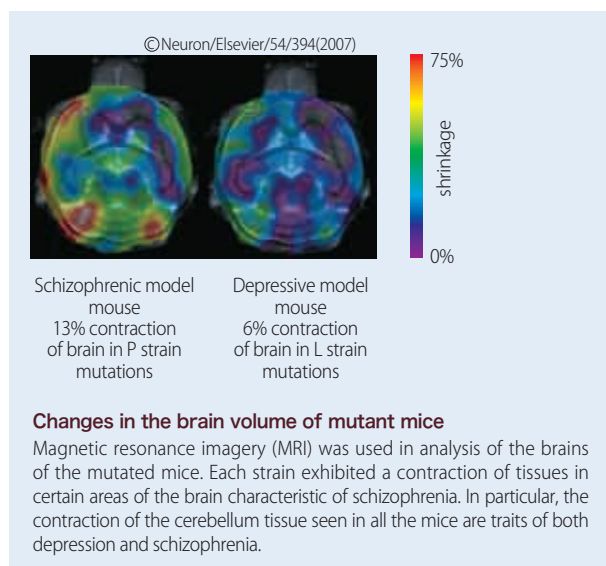 ©Neuron/Elsevier/54/394(2007)
75%
shrinkage
0%
Schizophrenic model
mouse
13% contraction
of brain in P strain
mutations
Depressive model
mouse
6% contraction
of brain in L strain
mutations
Changes in the brain volume of mutant mice
Magnetic resonance imagery (MRI) was used in analysis of the brains
of the mutated mice. Each strain exhibited a contraction of tissues in
certain areas of the brain characteristic of schizophrenia. In particular, the
contraction of the cerebellum tissue seen in all the mice are traits of both
depression and schizophrenia.